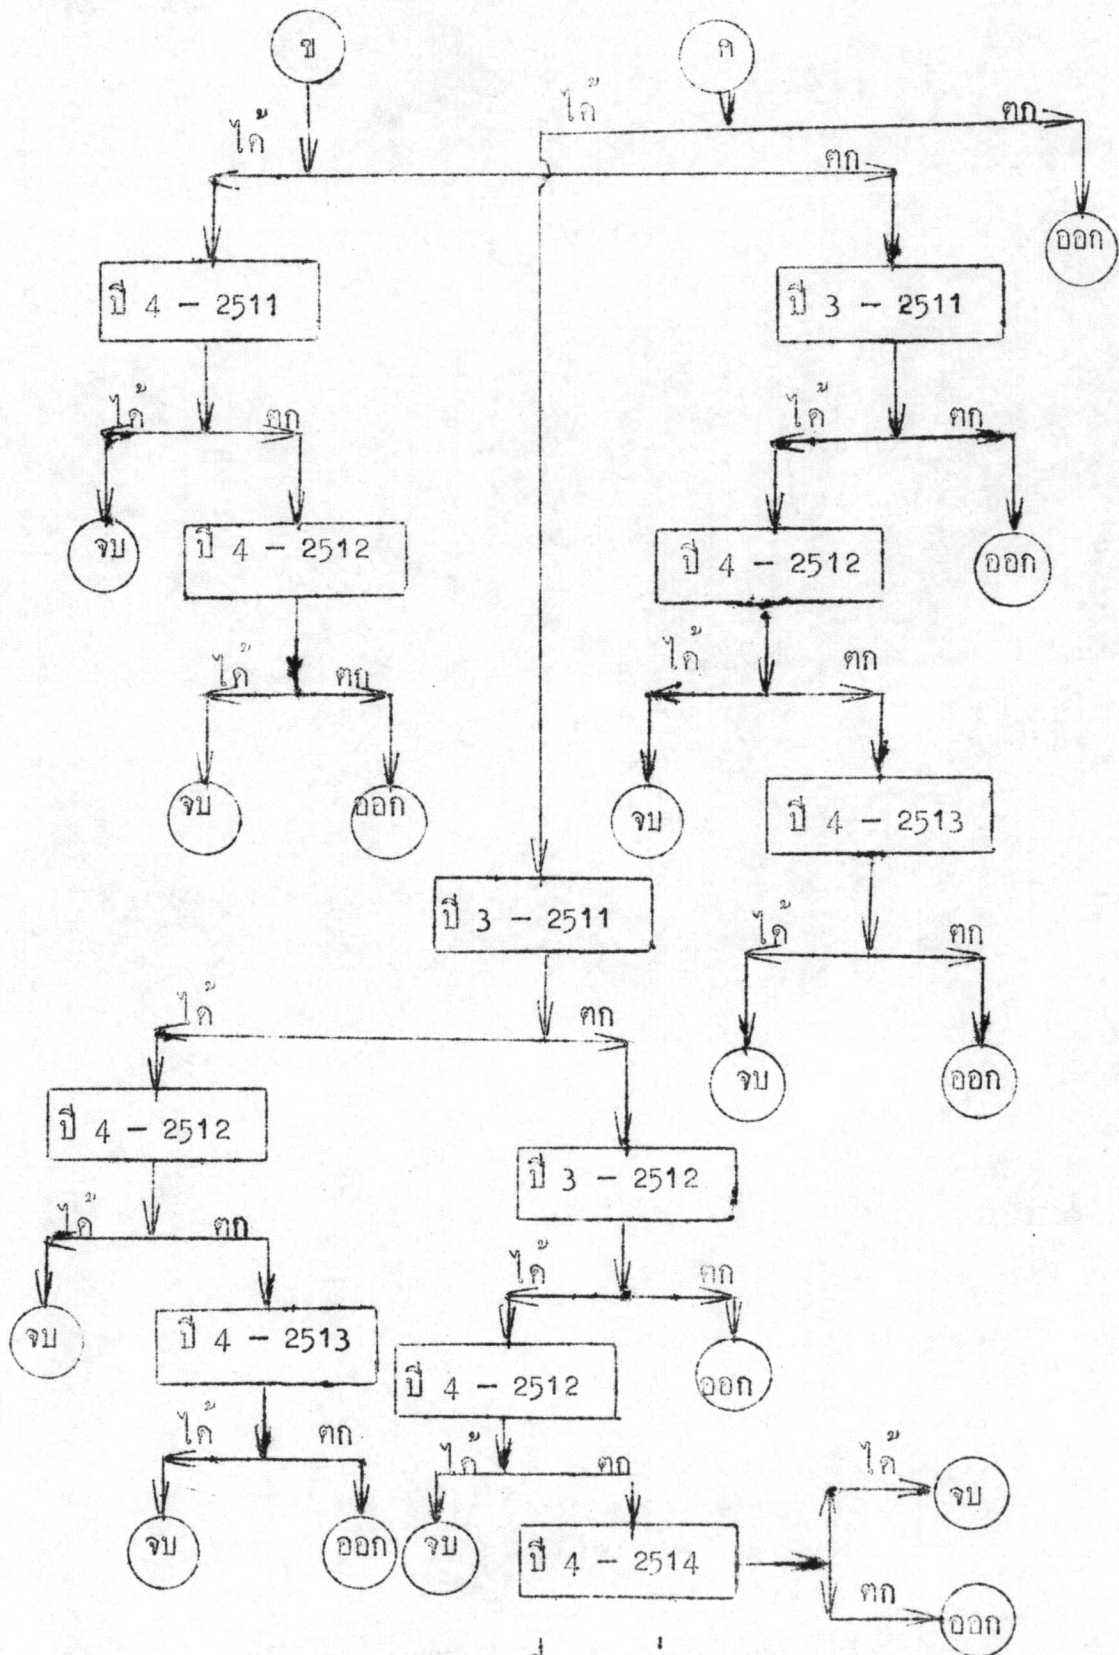 ข ค
ได้ ตก
ได้ ตก
ออก
ปี 4 - 2511 ปี 3 - 2511
ได้ ตก ได้ ตก
จบ ปี 4 - 2512 ปี 4 - 2512 ออก
ได้ ตก ได้ ตก
จบ ออก จบ ปี 4 - 2513
ปี 3 - 2511
ได้ ตก
ได้ ตก
จบ ออก
ปี 4 - 2512
ปี 3 - 2512
ได้ ตก
ได้ ตก
จบ ปี 4 - 2513
ปี 4 - 2512 ออก
ได้ ตก
ได้ ตก
ได้ จบ
จบ ออก จบ ปี 4 - 2514
ตก ออก